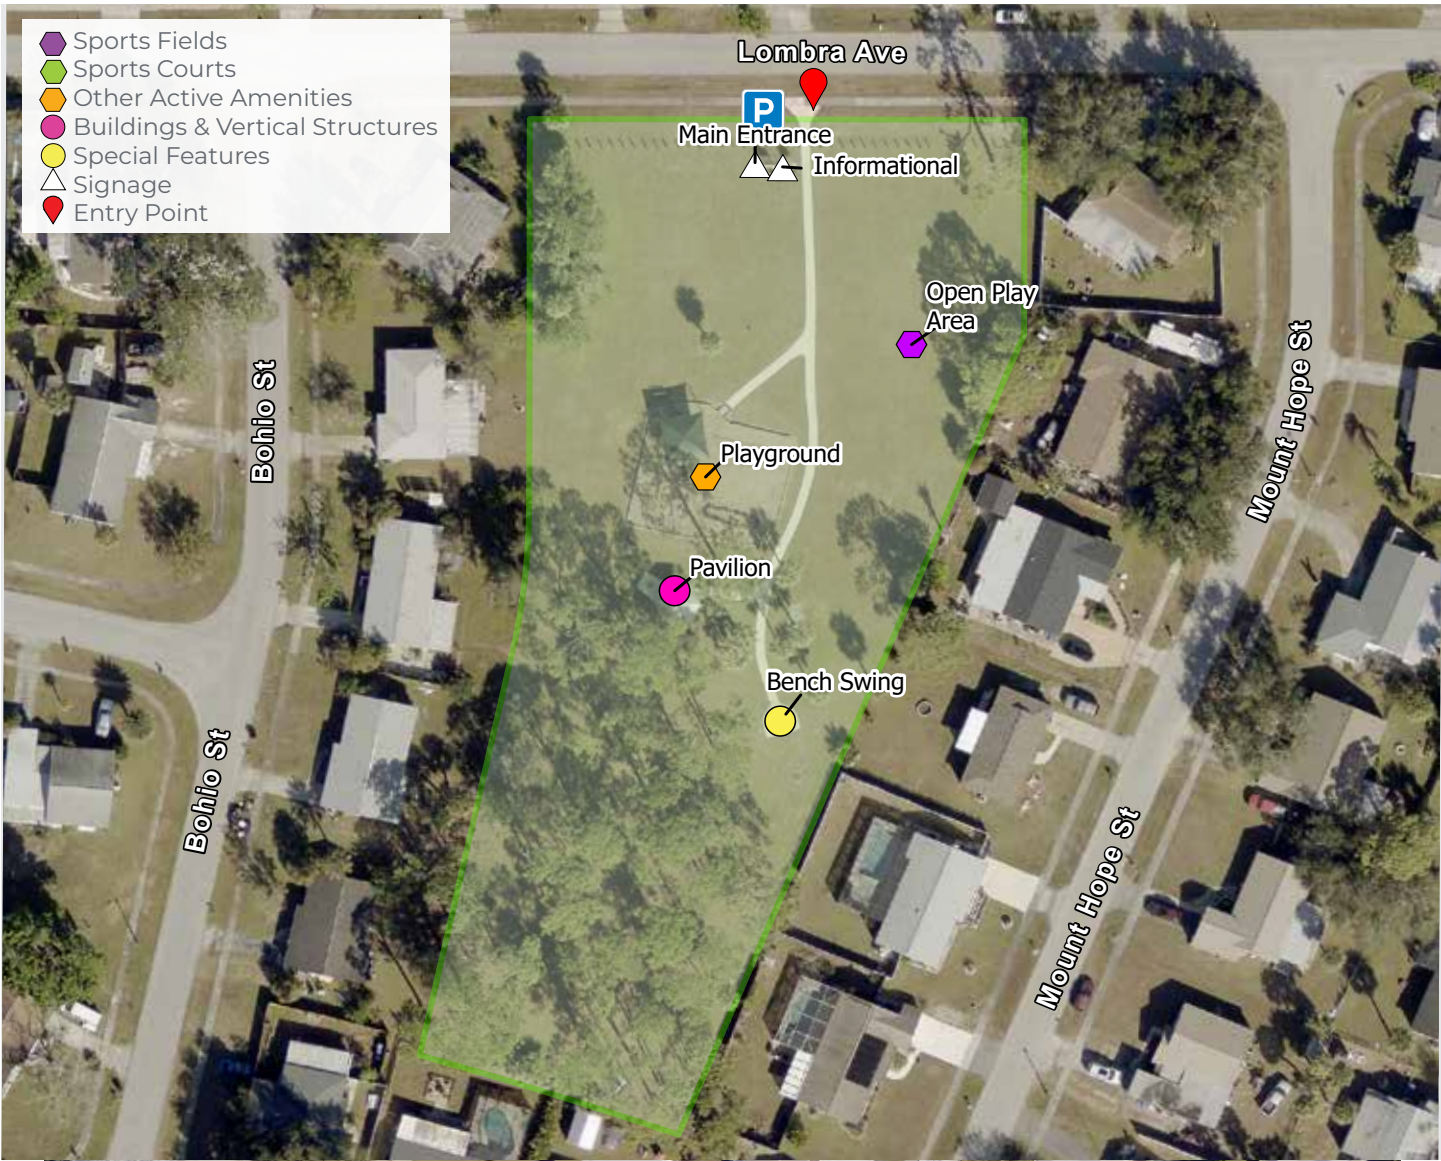 Sports Fields
Sports Courts
Other Active Amenities
Buildings & Vertical Structures
Special Features
Signage
Entry Point
Lombra Ave
P
Main Entrance
Informational
Open Play
Area
Bohio St
Mount Hope St
Playground
Pavilion
Bench Swing
Bohio St
Mount Hope St